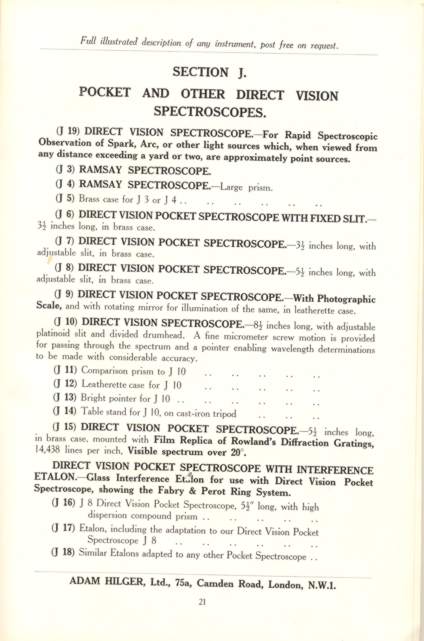 Full illustrated description of any instrument, post free on request.
SECTION J.
POCKET AND OTHER DIRECT VISION
SPECTROSCOPES.
(J 19) DIRECT VISION SPECTROSCOPE.—For Rapid Spectroscopic
Observation of Spark, Arc, or other light sources which, when viewed from
any distance exceeding a yard or two, are approximately point sources.
(J 3) RAMSAY SPECTROSCOPE.
(J 4) RAMSAY SPECTROSCOPE.—Large prism.
(J 5) Brass case for J 3 or J 4 .. .. .. .. ..
(J 6) DIRECT VISION POCKET SPECTROSCOPE WITH FIXED SLIT.—
3½ inches long, in brass case.
(J 7) DIRECT VISION POCKET SPECTROSCOPE.—3½ inches long, with
adjustable slit, in brass case.
(J 8) DIRECT VISION POCKET SPECTROSCOPE.—5½ inches long, with
adjustable slit, in brass case.
(J 9) DIRECT VISION POCKET SPECTROSCOPE.—With Photographic
Scale, and with rotating mirror for illumination of the same, in leatherette case.
(J 10) DIRECT VISION SPECTROSCOPE.—8½ inches long, with adjustable
platinoid slit and divided drumhead. A fine micrometer screw motion is provided
for passing through the spectrum and a pointer enabling wavelength determinations
to be made with considerable accuracy.
(J 11) Comparison prism to J 10 .. .. .. .. ..
(J 12) Leatherette case for J 10 .. .. .. .. ..
(J 13) Bright pointer for J 10 .. .. .. .. .. ..
(J 14) Table stand for J 10, on cast-iron tripod .. .. ..
(J 15) DIRECT VISION POCKET SPECTROSCOPE.—5½ inches long,
in brass case, mounted with Film Replica of Rowland's Diffraction Gratings,
14,438 lines per inch, Visible spectrum over 20°.
DIRECT VISION POCKET SPECTROSCOPE WITH INTERFERENCE
ETALON.—Glass Interference Etalon for use with Direct Vision Pocket
Spectroscope, showing the Fabry & Perot Ring System.
(J 16) J 8 Direct Vision Pocket Spectroscope, 5½″ long, with high
dispersion compound prism .. .. .. .. ..
(J 17) Etalon, including the adaptation to our Direct Vision Pocket
Spectroscope J 8 .. .. .. .. .. ..
(J 18) Similar Etalons adapted to any other Pocket Spectroscope ..
ADAM HILGER, Ltd., 75a, Camden Road, London, N.W.1.
21